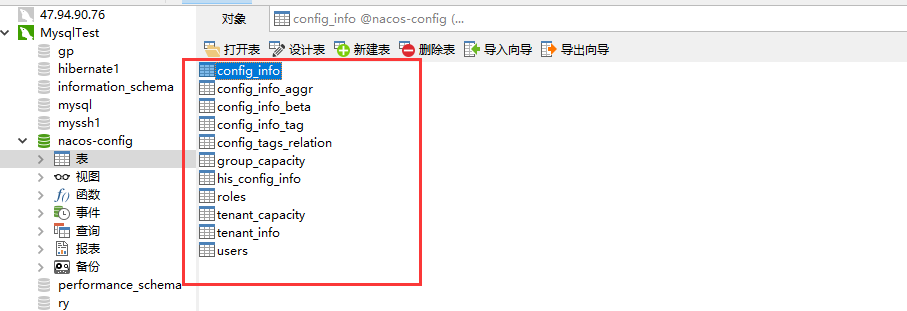 47.94.90.76
MysqlTest
gp
hibernate1
information_schema
mysql
myssh1
nacos-config
表
视图
函数
事件
查询
报表
备份
performance_schema
ry
对象
config_info @nacos-config (...
打开表 设计表 新建表 删除表 导入向导 导出向导
config_info
config_info_aggr
config_info_beta
config_info_tag
config_tags_relation
group_capacity
his_config_info
roles
tenant_capacity
tenant_info
users